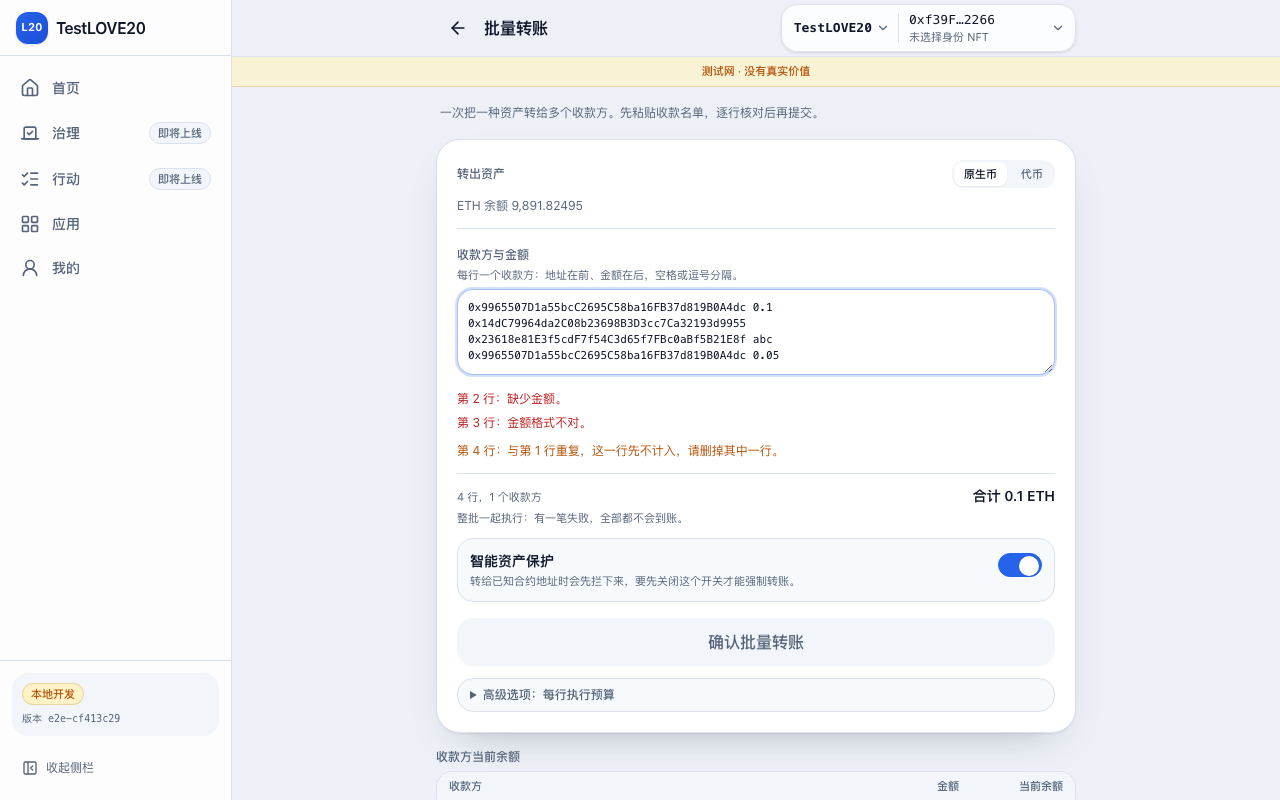 L20 TestLOVE20
首页
治理 即将上线
行动 即将上线
应用
我的
本地开发
版本 e2e-cf413c29
收起侧栏
批量转账
TestLOVE20
0xf39F…2266
未选择身份 NFT
测试网 · 没有真实价值
一次把一种资产转给多个收款方。先粘贴收款名单，逐行核对后再提交。
转出资产
原生币 代币
ETH 余额 9,891.82495
收款方与金额
每行一个收款方：地址在前、金额在后，空格或逗号分隔。
0x9965507D1a55bcC2695C58ba16FB37d819B0A4dc 0.1
0x14dC79964da2C08b23698B3D3cc7Ca32193d9955
0x23618e81E3f5cdF7f54C3d65f7FBc0aBf5B21E8f abc
0x9965507D1a55bcC2695C58ba16FB37d819B0A4dc 0.05
第 2 行：缺少金额。
第 3 行：金额格式不对。
第 4 行：与第 1 行重复，这一行先不计入，请删掉其中一行。
4 行，1 个收款方
合计 0.1 ETH
整批一起执行：有一笔失败，全部都不会到账。
智能资产保护
转给已知合约地址时会先拦下来，要先关闭这个开关才能强制转账。
确认批量转账
高级选项：每行执行预算
收款方当前余额
收款方 金额 当前余额